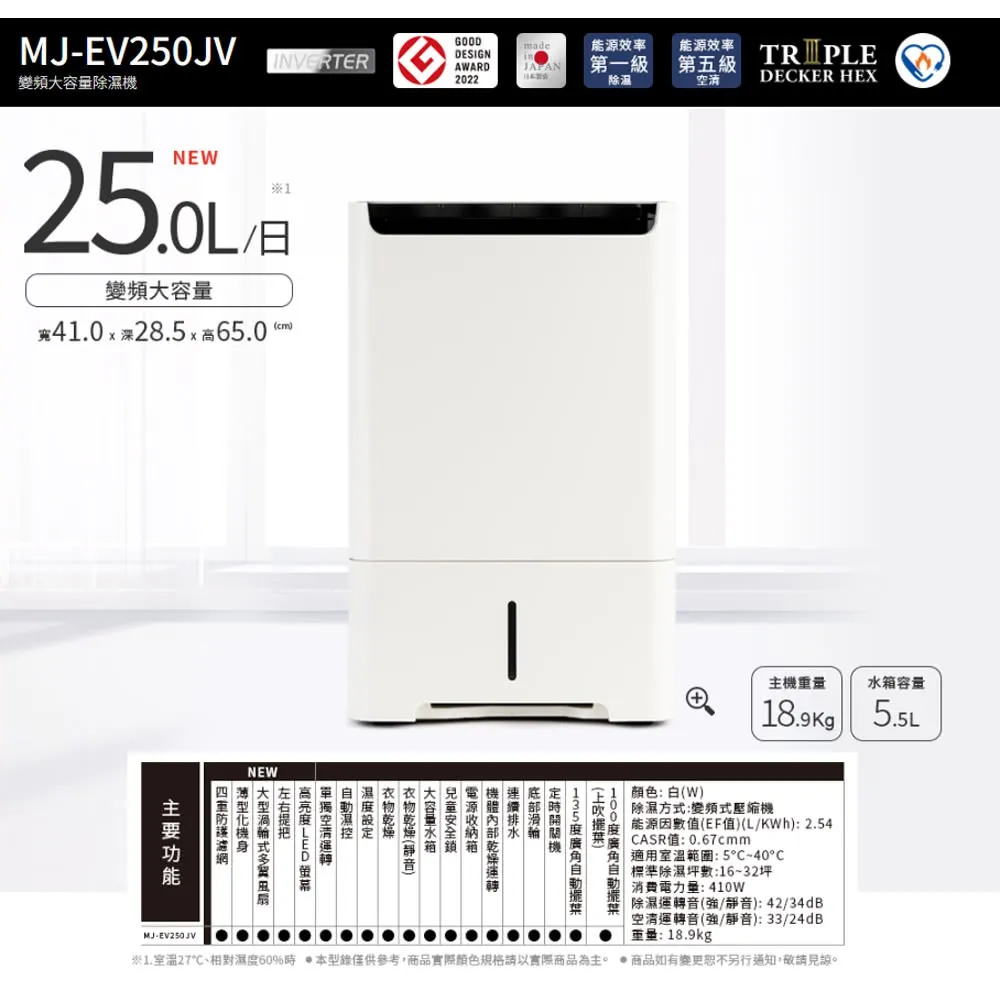 MJ-EV250JV
變頻大容量除濕機
INVERTER
GOOD
DESIGN
AWARD
2022
made
in
JAPAN
日本製造
能源效率
第一級
除濕
能源效率
第五級
空清
TRIPLE
DECKER HEX
NEW
25.0L/日
※1
變頻大容量
寬41.0 x 深28.5 x 高65.0 (cm)
主機重量
18.9Kg
水箱容量
5.5L
主要功能
NEW
四重防護濾網
薄型化機身
大型渦輪式多翼風扇
左右提把
高亮度LED螢幕
單獨空清運轉
自動濕控
濕度設定
衣物乾燥
衣物乾燥(靜音)
大容量水箱
兒童安全鎖
電源收納箱
機體內部乾燥運轉
連續排水
底部滑輪
定時開關機
135度廣角自動擺葉
100度廣角自動擺葉
(上吹擺葉)
MJ-EV250JV ● ● ● ● ● ● ● ● ● ● ● ● ● ● ● ● ● ● ●
顏色: 白(W)
除濕方式:變頻式壓縮機
能源因數值(EF值)(L/KWh): 2.54
CASR值: 0.67cmm
適用室溫範圍: 5°C~40°C
標準除濕坪數:16~32坪
消費電力量: 410W
除濕運轉音(強/靜音): 42/34dB
空清運轉音(強/靜音): 33/24dB
重量: 18.9kg
※1.室溫27℃、相對濕度60%時 ●本型錄僅供參考，商品實際顏色規格請以實際商品為主。 ●商品如有變更恕不另行通知，敬請見諒。